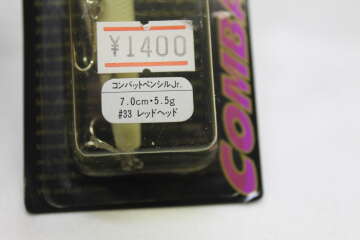 ¥1400
コンバットペンシルJr.
7.0cm・5.5g
#33 レッドヘッド
COMBA